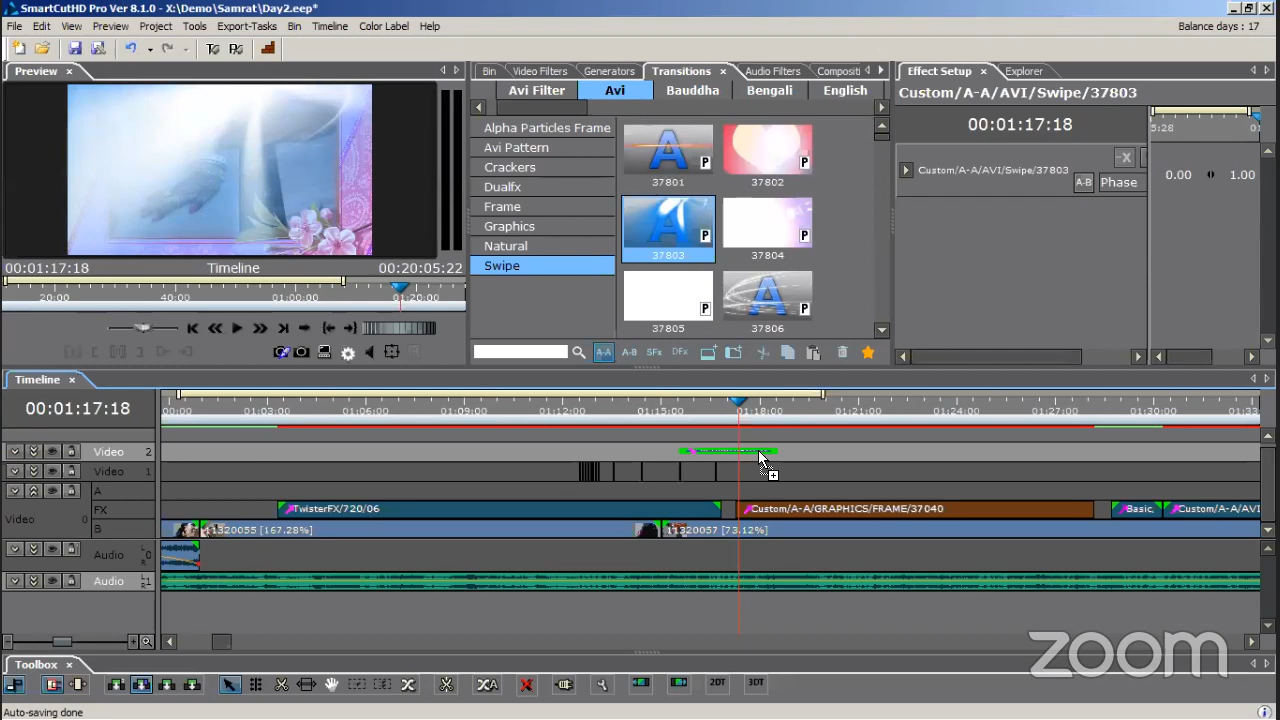 SmartCutHD Pro Ver 8.1.0 - X:\Demo\Samrat\Day2.eep*
File Edit View Preview Project Tools Export-Tasks Bin Timeline Color Label Help Balance days : 17
Preview × Bin Video Filters Generators Transitions × Audio Filters Compositi Effect Setup × Explorer
Avi Filter Avi Bauddha Bengali English
Custom/A-A/AVI/Swipe/37803
Alpha Particles Frame
Avi Pattern
Crackers
Dualfx
Frame
Graphics
Natural
Swipe
P P
37801 37802
P P
37803 37804
P P
37805 37806
00:01:17:18
5:28
Custom/A-A/AVI/Swipe/37803
-X
A-B Phase
0.00 1.00
00:01:17:18 Timeline 00:20:05:22
20:00 40:00 01:00:00 01:20:00
A-A A-B SFx DFx
Timeline ×
00:01:17:18
:00:00 01:03:00 01:06:00 01:09:00 01:12:00 01:15:00 01:18:00 01:21:00 01:24:00 01:27:00 01:30:00 01:33:
Video 2
Video 1
A
FX TwisterFX/720/06 Custom/A-A/GRAPHICS/FRAME/37040 Basic, Custom/A-A/AVI
Video 0
B 11320055 [167.28%] 11320057 [73.12%]
Audio L R 0
Audio 1
zoom
Toolbox ×
XA 2DT 3DT
Auto-saving done